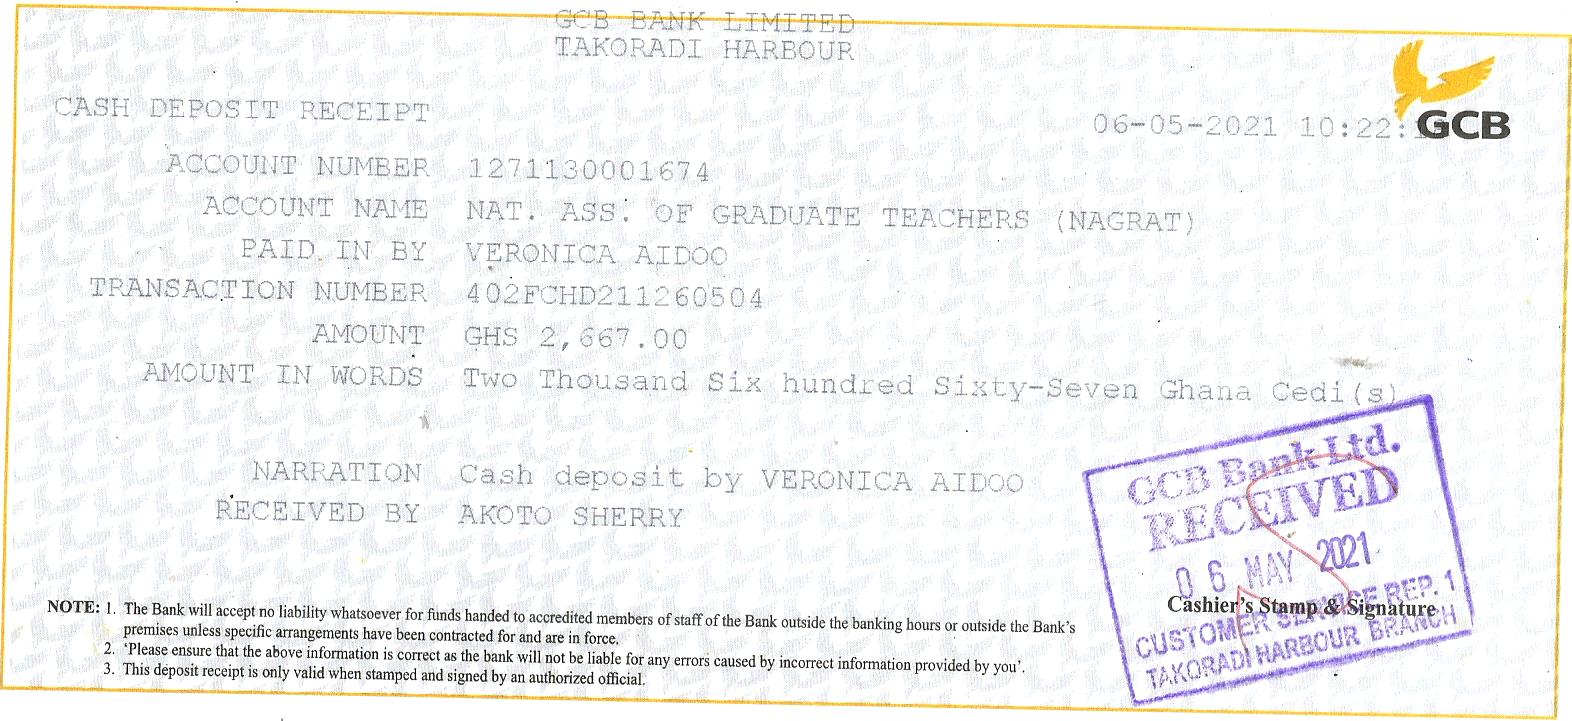 GCB BANK LIMITED
TAKORADI HARBOUR
CASH DEPOSIT RECEIPT
06-05-2021 10:22:
GCB
ACCOUNT NUMBER 1271130001674
ACCOUNT NAME NAT. ASS. OF GRADUATE TEACHERS (NAGRAT)
PAID IN BY VERONICA AIDOO
TRANSACTION NUMBER 402FCHD211260504
AMOUNT GHS 2,667.00
AMOUNT IN WORDS Two Thousand Six hundred Sixty-Seven Ghana Cedi(s)
NARRATION Cash deposit by VERONICA AIDOO
RECEIVED BY AKOTO SHERRY
GCB Bank Ltd.
RECEIVED
06 MAY 2021
Cashier's Stamp & Signature
CUSTOMER SERVICE REP. 1
TAKORADI HARBOUR BRANCH
NOTE: 1. The Bank will accept no liability whatsoever for funds handed to accredited members of staff of the Bank outside the banking hours or outside the Bank's
premises unless specific arrangements have been contracted for and are in force.
2. 'Please ensure that the above information is correct as the bank will not be liable for any errors caused by incorrect information provided by you'.
3. This deposit receipt is only valid when stamped and signed by an authorized official.